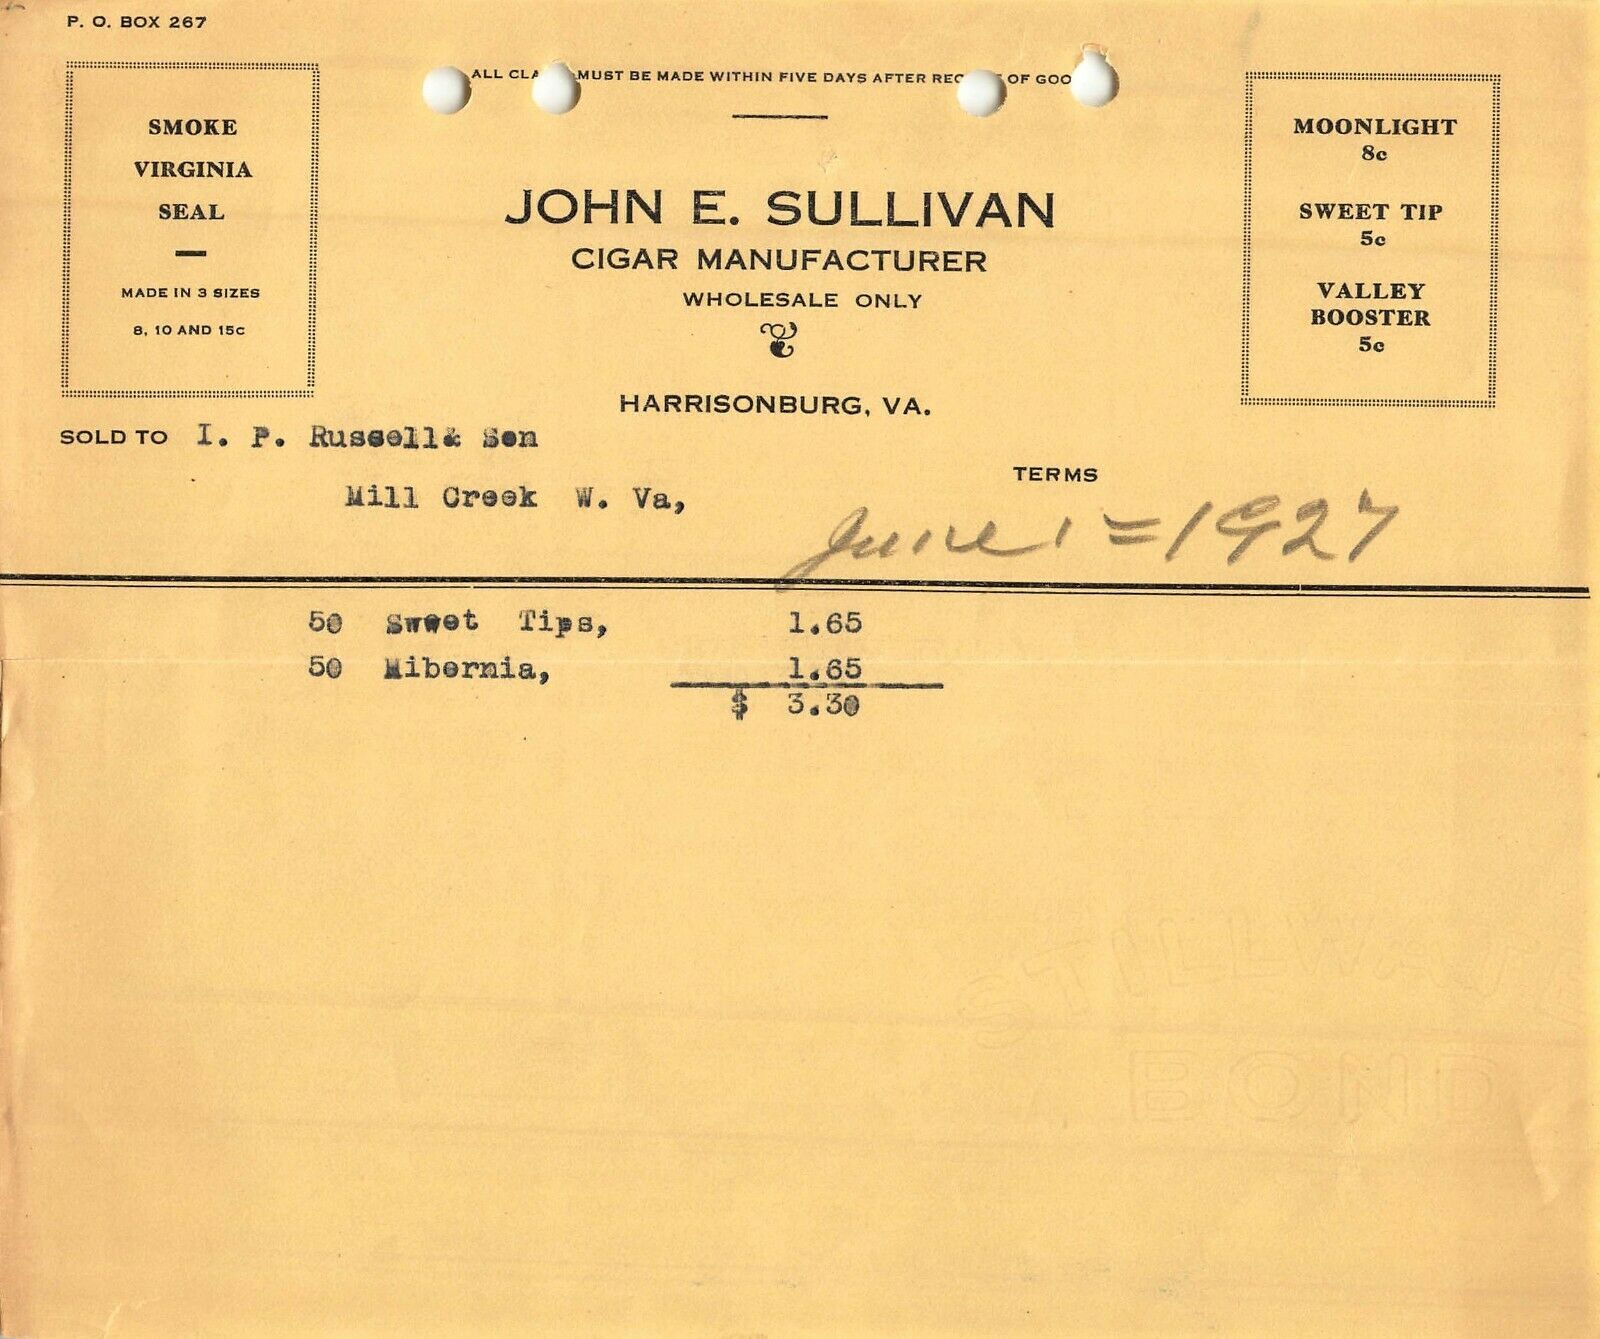 P. O. BOX 267
ALL CLA MUST BE MADE WITHIN FIVE DAYS AFTER REC OF GOO
SMOKE
VIRGINIA
SEAL
MADE IN 3 SIZES
8, 10 AND 15c
JOHN E. SULLIVAN
CIGAR MANUFACTURER
WHOLESALE ONLY
HARRISONBURG, VA.
MOONLIGHT
8c
SWEET TIP
5c
VALLEY
BOOSTER
5c
SOLD TO I. P. Russell& Son
Mill Creek W. Va,
TERMS
June 1=1927
50 Sweet Tips, 1.65
50 Hibernia, 1.65
$ 3.30
STILLWATE
BOND